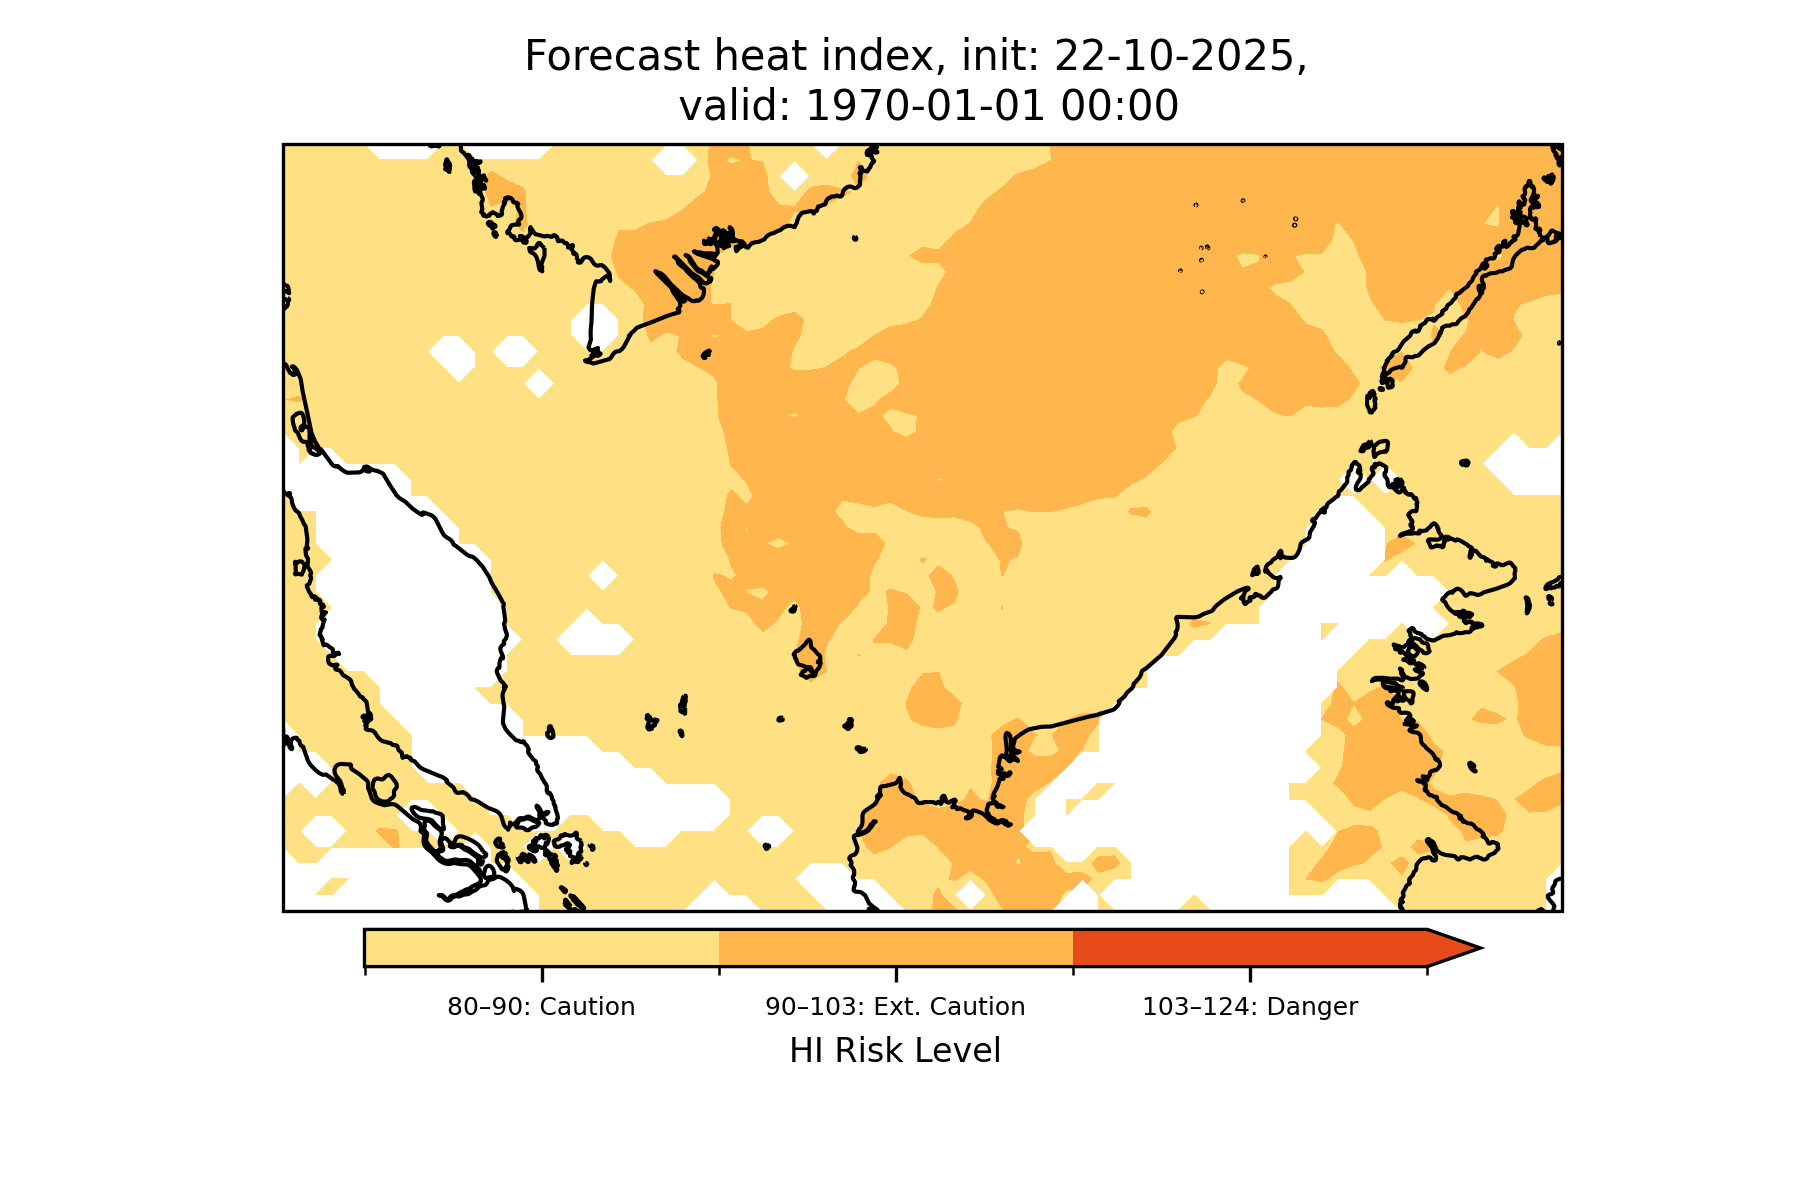 Forecast heat index, init: 22-10-2025,
valid: 1970-01-01 00:00
80–90: Caution
90–103: Ext. Caution
103–124: Danger
HI Risk Level